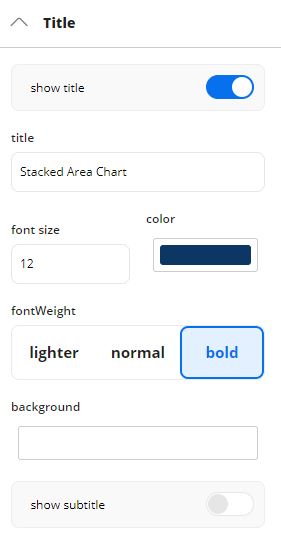 Title
show title
title
Stacked Area Chart
font size
color
12
fontWeight
lighter normal bold
background
show subtitle